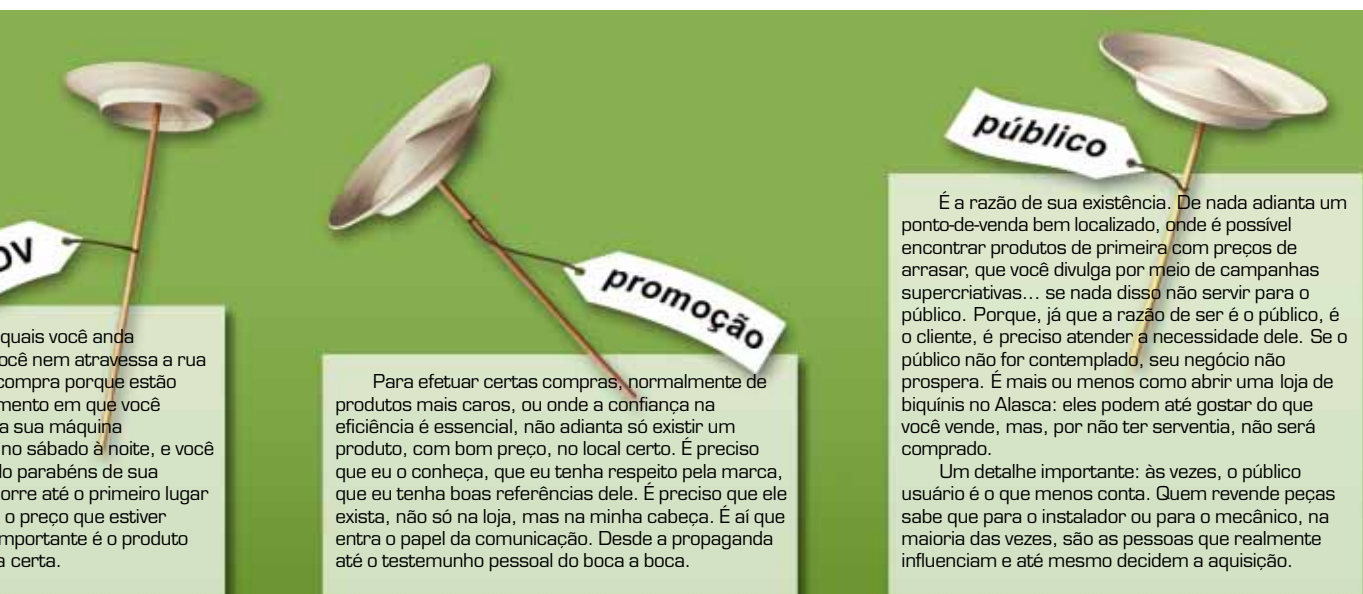 DV
quais você anda
ocê nem atravessa a rua
compra porque estão
mento em que você
a sua máquina
no sábado à noite, e você
do parabéns de sua
orre até o primeiro lugar
o preço que estiver
mportante é o produto
a certa.
promoção
Para efetuar certas compras, normalmente de
produtos mais caros, ou onde a confiança na
eficiência é essencial, não adianta só existir um
produto, com bom preço, no local certo. É preciso
que eu o conheça, que eu tenha respeito pela marca,
que eu tenha boas referências dele. É preciso que ele
exista, não só na loja, mas na minha cabeça. É aí que
entra o papel da comunicação. Desde a propaganda
até o testemunho pessoal do boca a boca.
público
É a razão de sua existência. De nada adianta um
ponto-de-venda bem localizado, onde é possível
encontrar produtos de primeira com preços de
arrasar, que você divulga por meio de campanhas
supercriativas... se nada disso não servir para o
público. Porque, já que a razão de ser é o público, é
o cliente, é preciso atender a necessidade dele. Se o
público não for contemplado, seu negócio não
prospera. É mais ou menos como abrir uma loja de
biquínis no Alasca: eles podem até gostar do que
você vende, mas, por não ter serventia, não será
comprado.
Um detalhe importante: às vezes, o público
usuário é o que menos conta. Quem revende peças
sabe que para o instalador ou para o mecânico, na
maioria das vezes, são as pessoas que realmente
influenciam e até mesmo decidem a aquisição.